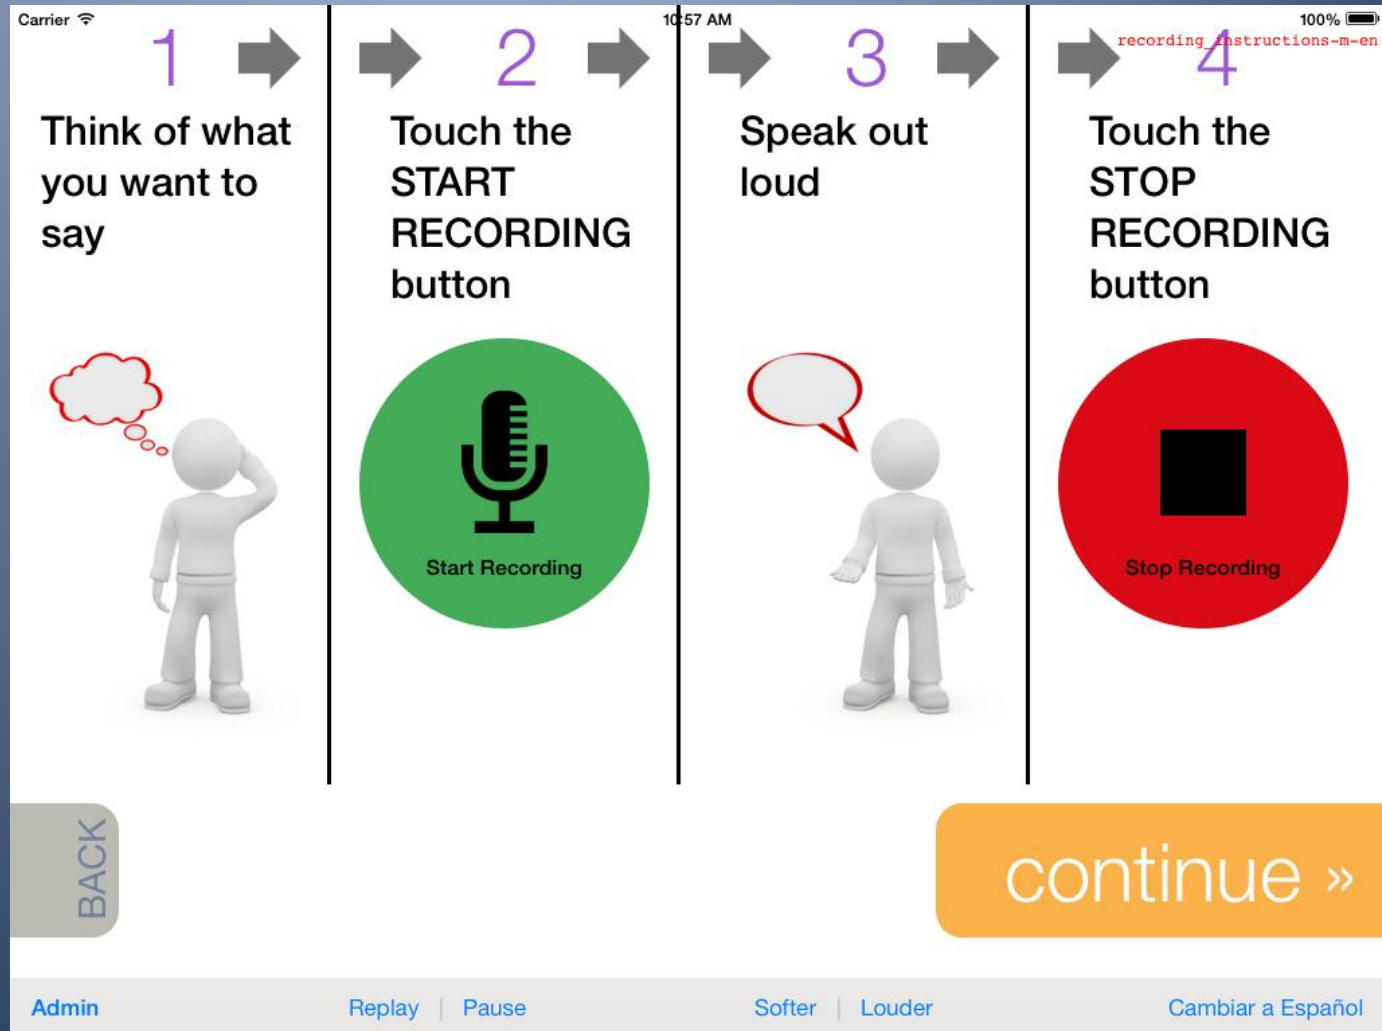 Carrier
10:57 AM
100%
recording_instructions-m-en
1
Think of what
you want to
say
2
Touch the
START
RECORDING
button
Start Recording
3
Speak out
loud
4
Touch the
STOP
RECORDING
button
Stop Recording
BACK
continue »
Admin
Replay | Pause
Softer | Louder
Cambiar a Español